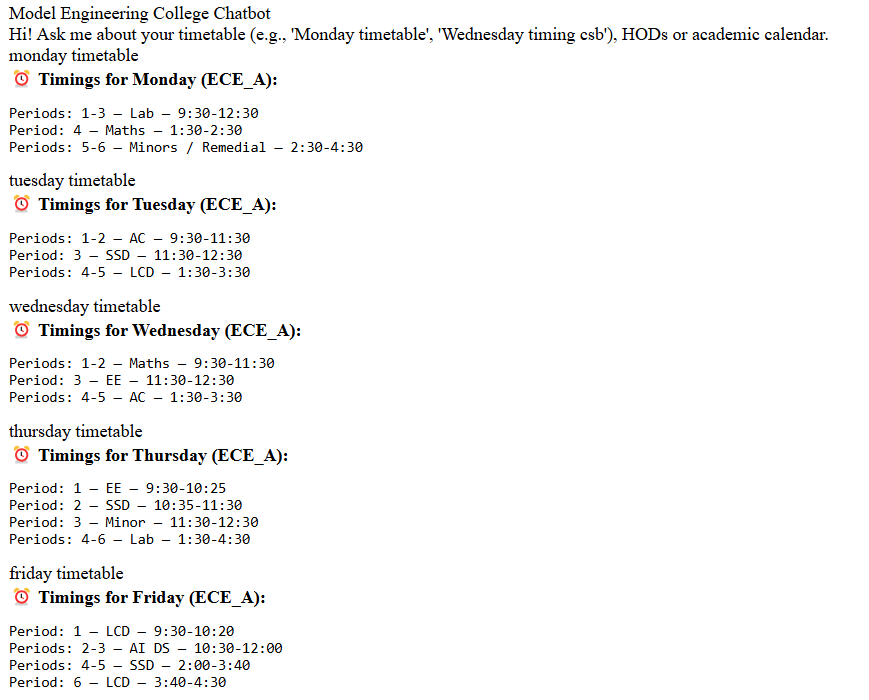 Model Engineering College Chatbot
Hi! Ask me about your timetable (e.g., 'Monday timetable', 'Wednesday timing csb'), HODs or academic calendar.
monday timetable
⏰ Timings for Monday (ECE_A):
Periods: 1-3 — Lab — 9:30-12:30
Period: 4 — Maths — 1:30-2:30
Periods: 5-6 — Minors / Remedial — 2:30-4:30
tuesday timetable
⏰ Timings for Tuesday (ECE_A):
Periods: 1-2 — AC — 9:30-11:30
Period: 3 — SSD — 11:30-12:30
Periods: 4-5 — LCD — 1:30-3:30
wednesday timetable
⏰ Timings for Wednesday (ECE_A):
Periods: 1-2 — Maths — 9:30-11:30
Period: 3 — EE — 11:30-12:30
Periods: 4-5 — AC — 1:30-3:30
thursday timetable
⏰ Timings for Thursday (ECE_A):
Period: 1 — EE — 9:30-10:25
Period: 2 — SSD — 10:35-11:30
Period: 3 — Minor — 11:30-12:30
Periods: 4-6 — Lab — 1:30-4:30
friday timetable
⏰ Timings for Friday (ECE_A):
Period: 1 — LCD — 9:30-10:20
Periods: 2-3 — AI DS — 10:30-12:00
Periods: 4-5 — SSD — 2:00-3:40
Period: 6 — LCD — 3:40-4:30